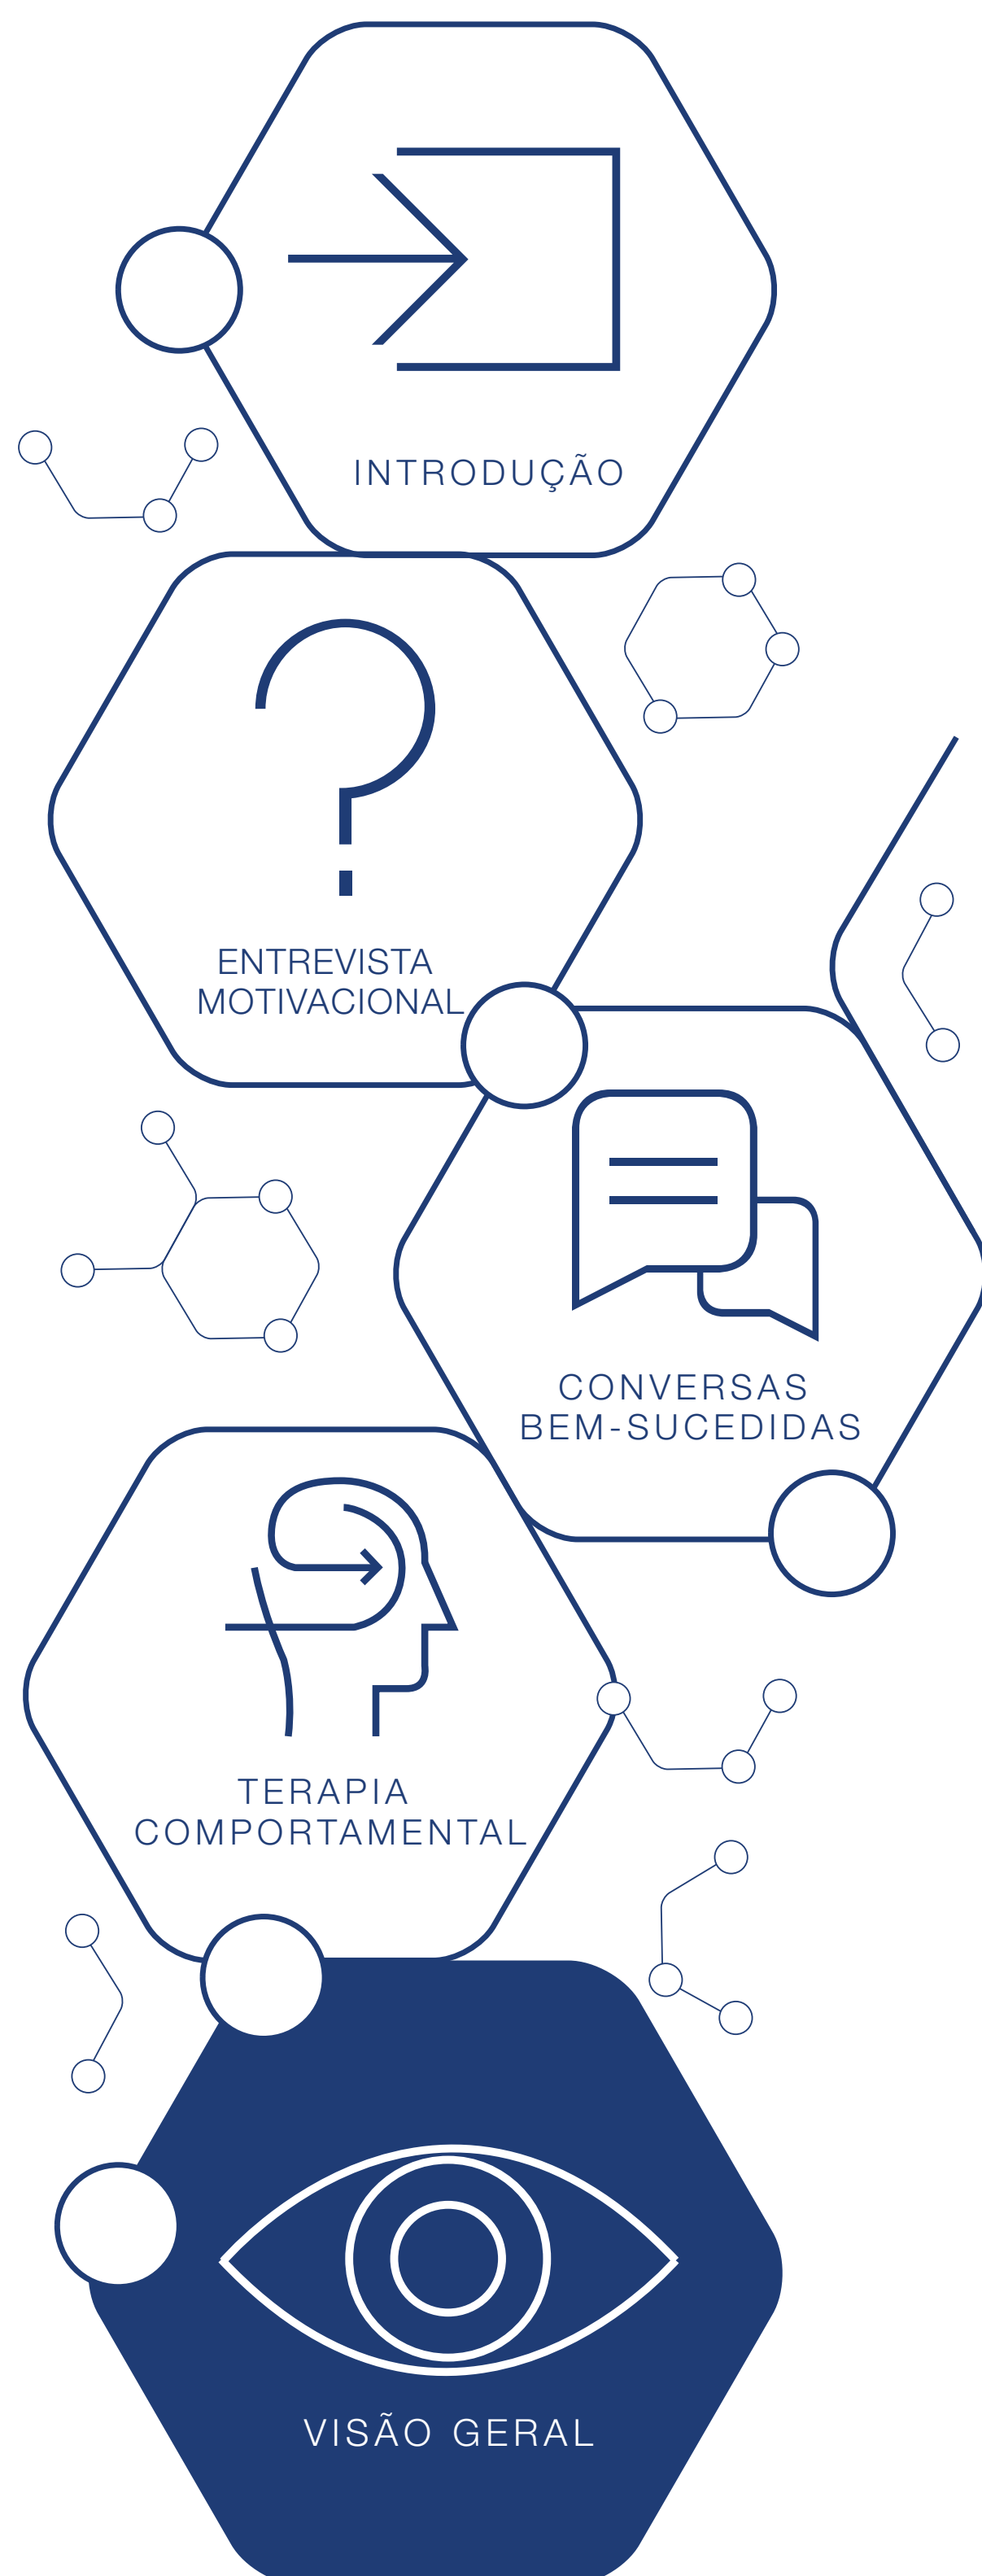 INTRODUÇÃO
ENTREVISTA
MOTIVACIONAL
CONVERSAS
BEM-SUCEDIDAS
TERAPIA
COMPORTAMENTAL
VISÃO GERAL